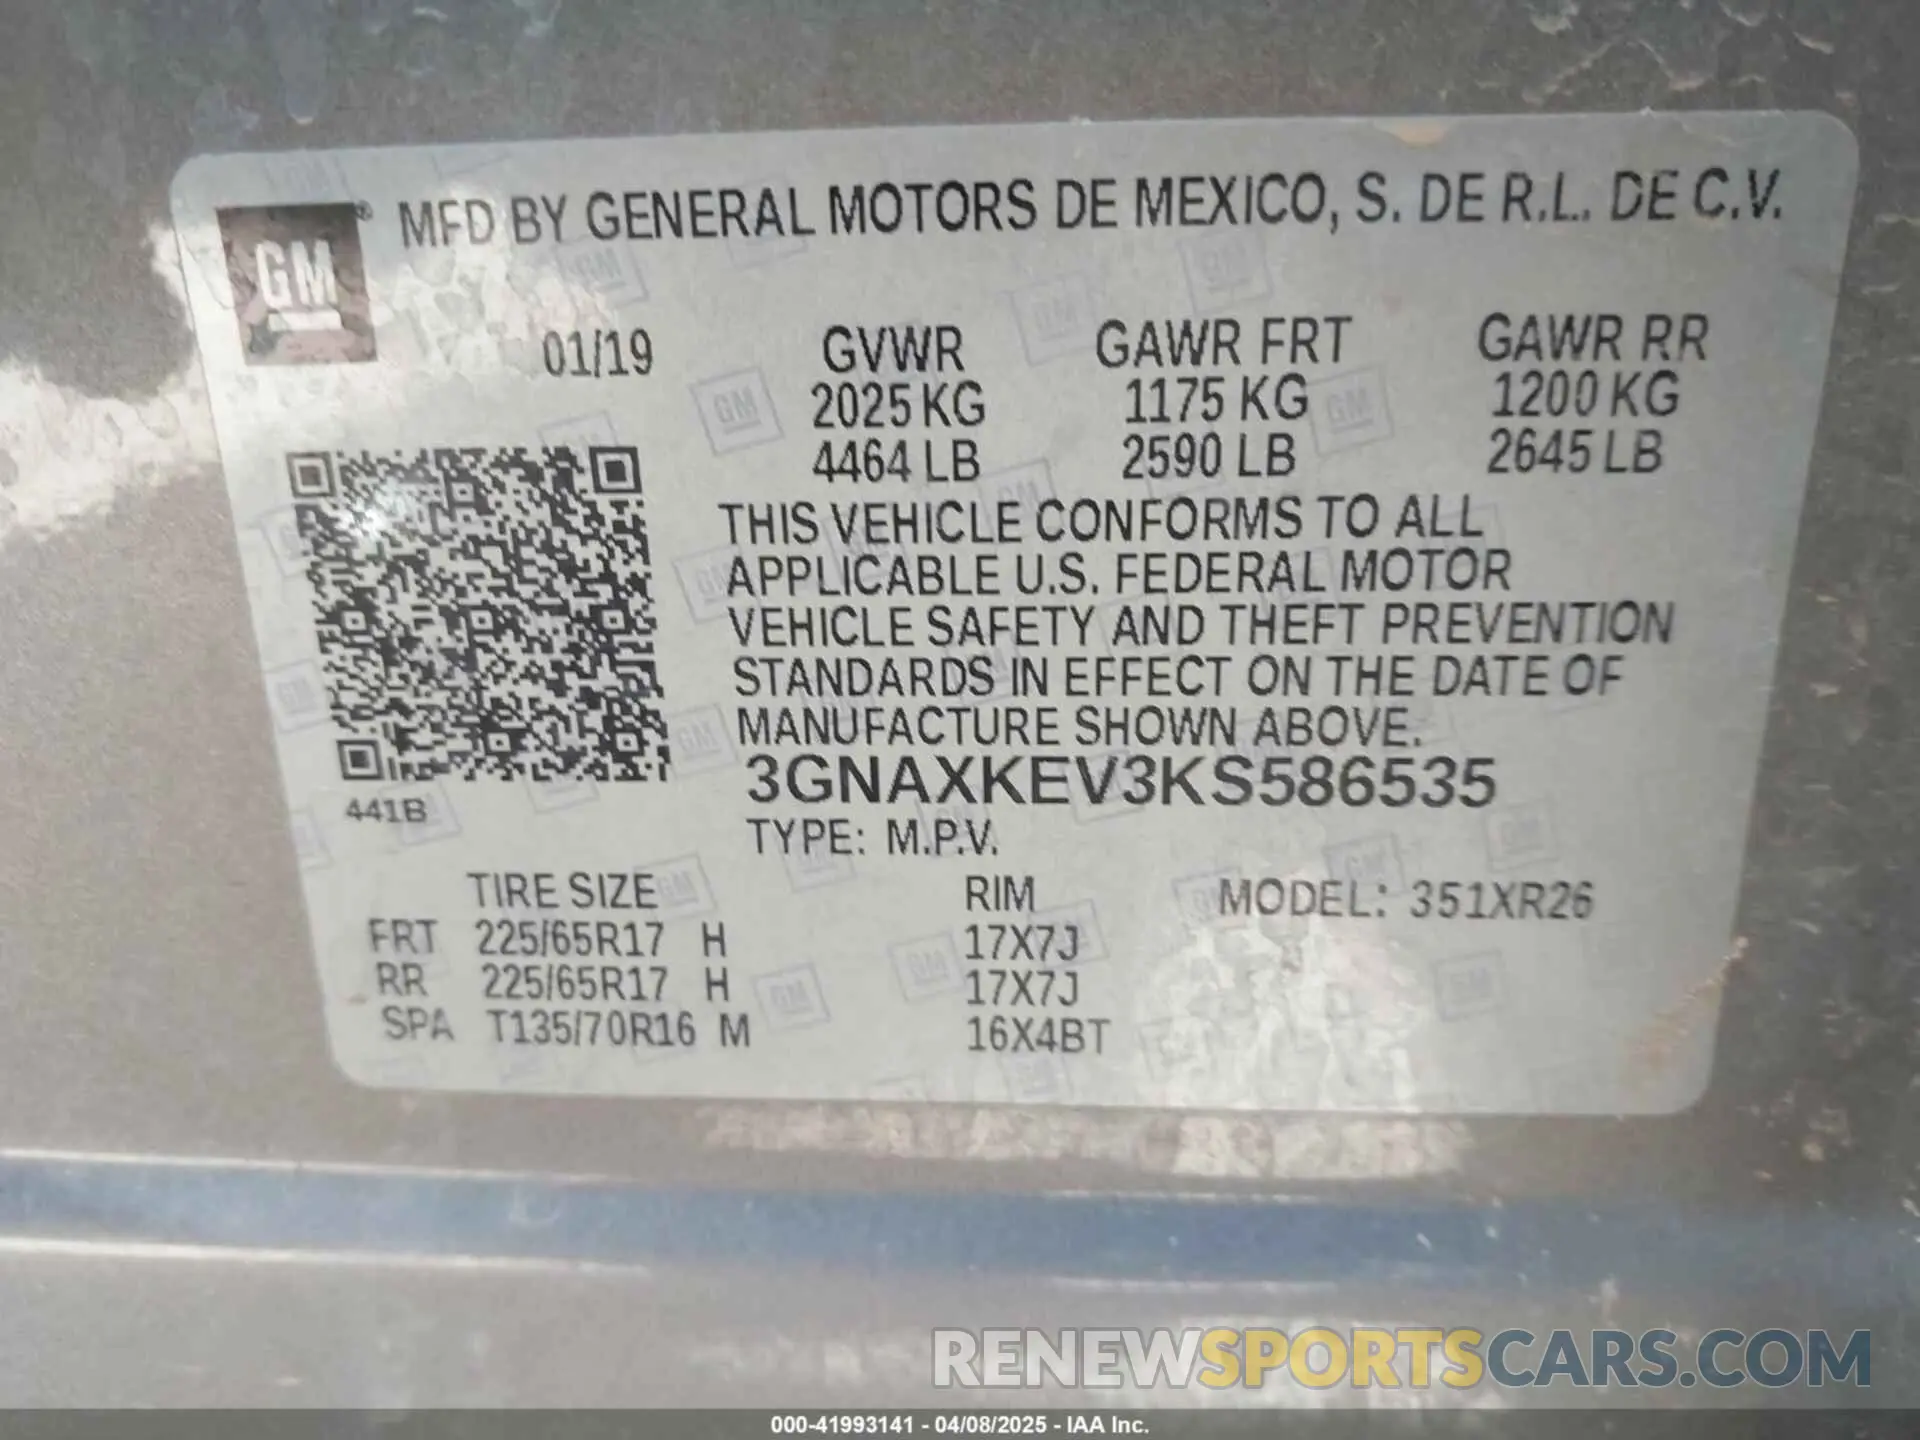 GM ® MFD BY GENERAL MOTORS DE MEXICO, S. DE R.L. DE C.V.
01/19 GVWR GAWR FRT GAWR RR
2025 KG 1175 KG 1200 KG
4464 LB 2590 LB 2645 LB
THIS VEHICLE CONFORMS TO ALL
APPLICABLE U.S. FEDERAL MOTOR
VEHICLE SAFETY AND THEFT PREVENTION
STANDARDS IN EFFECT ON THE DATE OF
MANUFACTURE SHOWN ABOVE.
3GNAXKEV3KS586535
441B
TYPE: M.P.V.
TIRE SIZE RIM MODEL: 351XR26
FRT 225/65R17 H 17X7J
RR 225/65R17 H 17X7J
SPA T135/70R16 M 16X4BT
RENEWSPORTSCARS.COM
000-41993141 - 04/08/2025 - IAA Inc.